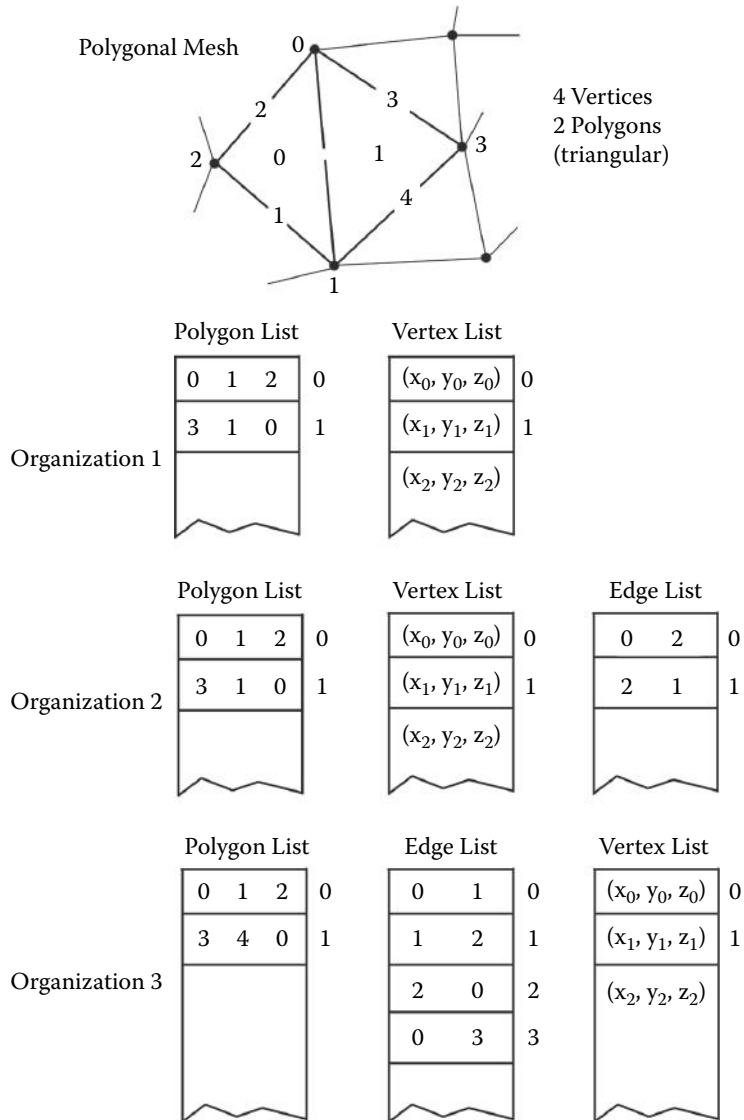 Polygonal Mesh
0
2
3
4 Vertices
2 Polygons
(triangular)
2
0
1
3
1
4
1
Polygon List
Vertex List
0 1 2 0
(x0, y0, z0) 0
3 1 0 1
(x1, y1, z1) 1
Organization 1
(x2, y2, z2)
Polygon List
Vertex List
Edge List
0 1 2 0
(x0, y0, z0) 0
0 2 0
3 1 0 1
(x1, y1, z1) 1
2 1 1
Organization 2
(x2, y2, z2)
Polygon List
Edge List
Vertex List
0 1 2 0
0 1 0
(x0, y0, z0) 0
3 4 0 1
1 2 1
(x1, y1, z1) 1
Organization 3
2 0 2
(x2, y2, z2)
0 3 3